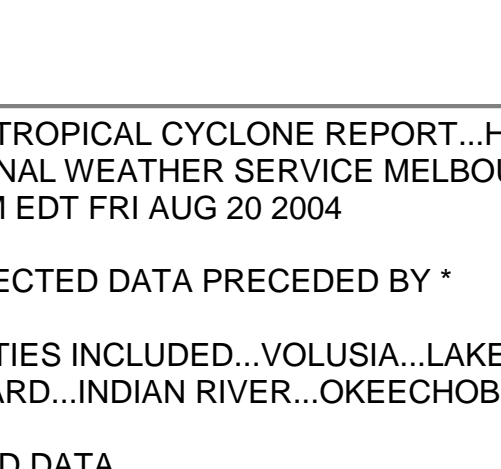 TROPICAL CYCLONE REPORT...H
NAL WEATHER SERVICE MELBOU
M EDT FRI AUG 20 2004
ECTED DATA PRECEDED BY *
TIES INCLUDED...VOLUSIA...LAKE
ARD...INDIAN RIVER...OKEECHOB
D DATA